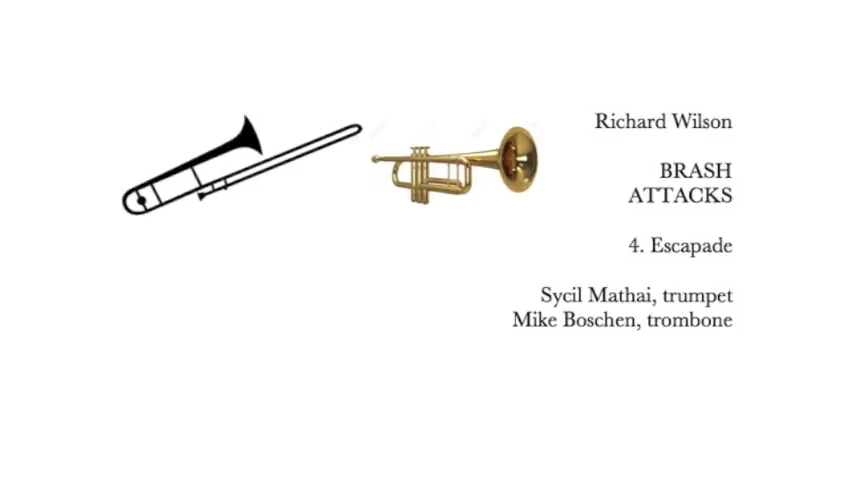 Richard Wilson
BRASH
ATTACKS
4. Escapade
Sycil Mathai, trumpet
Mike Boschen, trombone